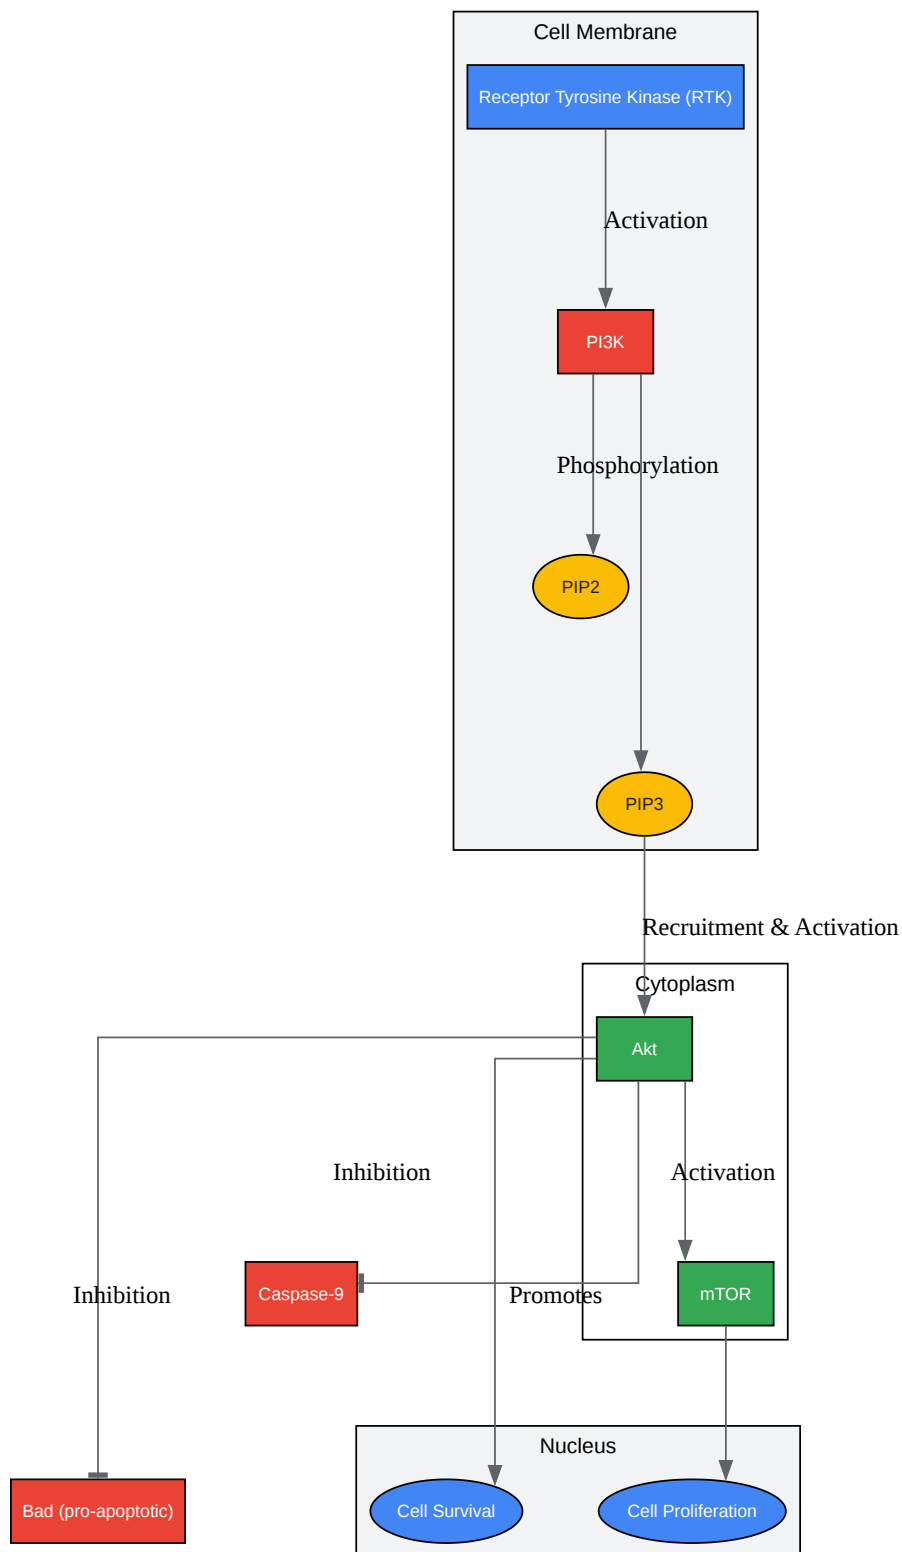 Cell Membrane
Receptor Tyrosine Kinase (RTK)
Activation
PI3K
Phosphorylation
PIP2
PIP3
Recruitment & Activation
Cytoplasm
Akt
Inhibition
Activation
Inhibition
Caspase-9
Promotes
mTOR
Nucleus
Bad (pro-apoptotic)
Cell Survival
Cell Proliferation